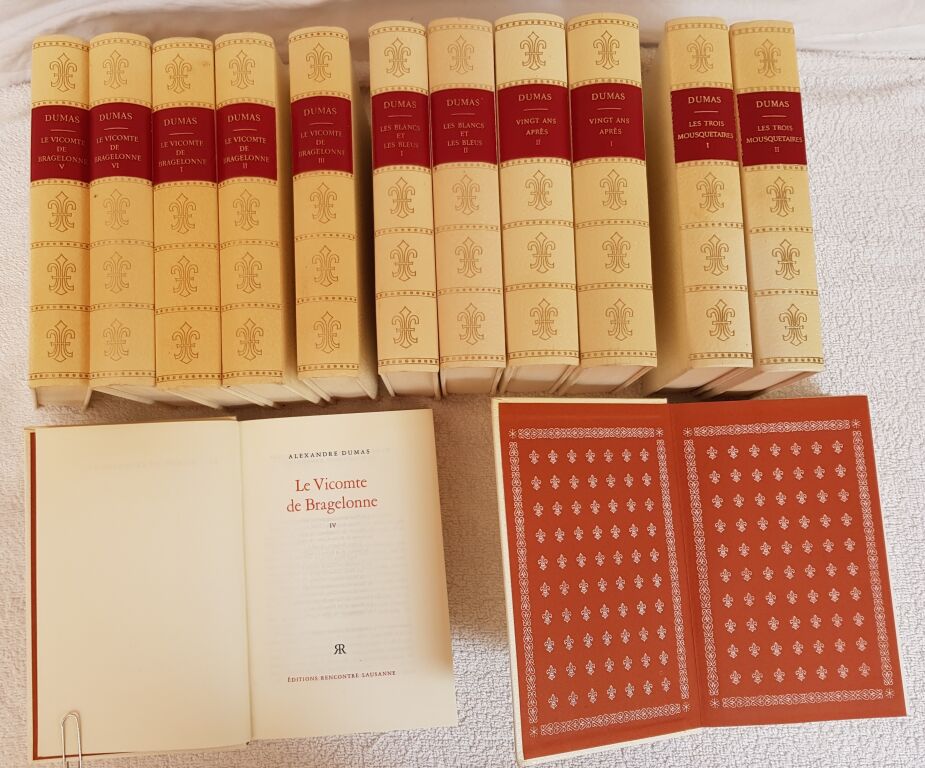 DUMAS
LE VICOMTE
DE
BRAGELONNE
V
DUMAS
LE VICOMTE
DE
BRAGELONNE
VI
DUMAS
LE VICOMTE
DE
BRAGELONNE
I
DUMAS
LE VICOMTE
DE
BRAGELONNE
II
DUMAS
LE VICOMTE
DE
BRAGELONNE
III
DUMAS
LES BLANCS
ET
LES BLEUS
I
DUMAS
LES BLANCS
ET
LES BLEUS
II
DUMAS
VINGT ANS
APRÈS
II
DUMAS
VINGT ANS
APRÈS
I
DUMAS
LES TROIS
MOUSQUETAIRES
I
DUMAS
LES TROIS
MOUSQUETAIRES
II
ALEXANDRE DUMAS
Le Vicomte
de Bragelonne
IV
ÉDITIONS RENCONTRE LAUSANNE